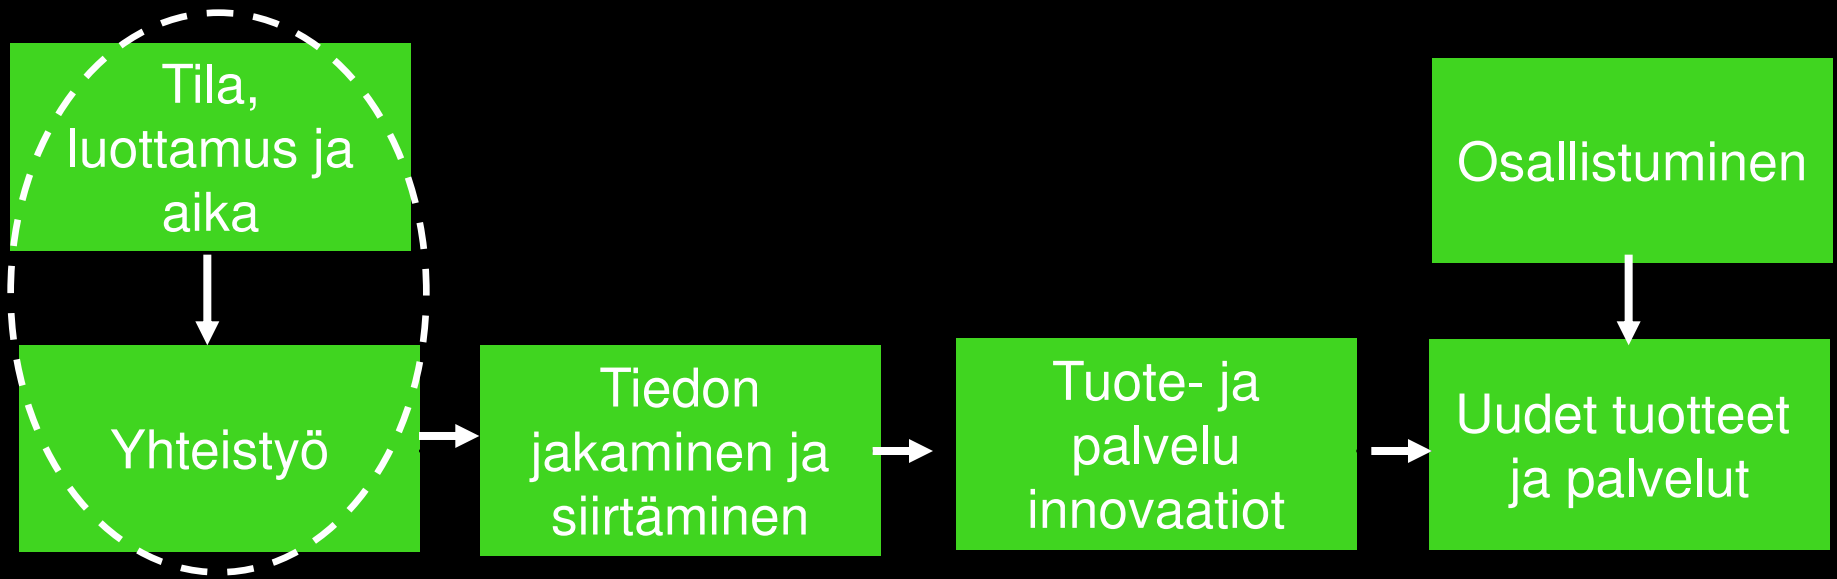 Tila,
luottamus ja
aika
Osallistuminen
Yhteistyö
Tiedon
jakaminen ja
siirtäminen
Tuote- ja
palvelu
innovaatiot
Uudet tuotteet
ja palvelut